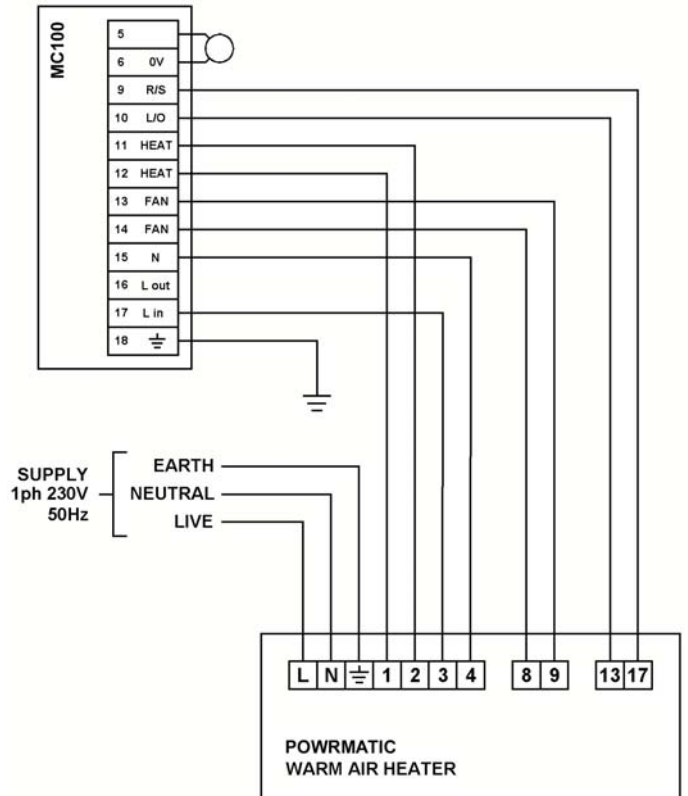 MC100
5
6 0V
9 R/S
10 L/O
11 HEAT
12 HEAT
13 FAN
14 FAN
15 N
16 L out
17 L in
18
SUPPLY
1ph 230V
50Hz
EARTH
NEUTRAL
LIVE
L N 1 2 3 4 8 9 13 17
POWRMATIC
WARM AIR HEATER